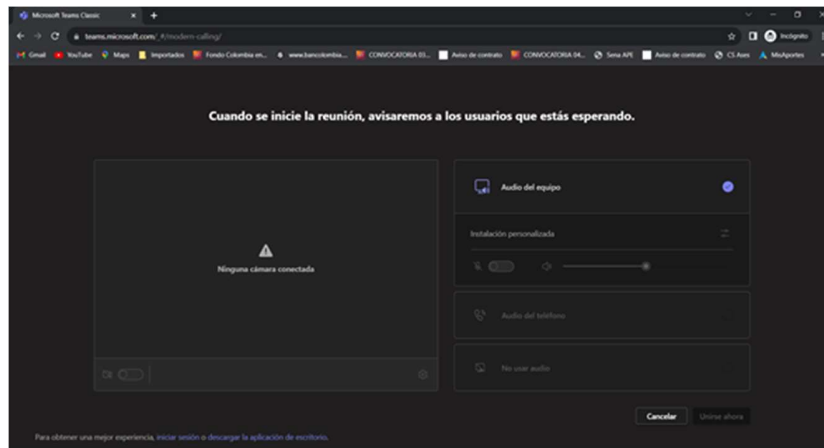 Microsoft Teams Classic
teams.microsoft.com/_#/modern-calling/
Incógnito
Gmail YouTube Maps Importados Fondo Colombia en... www.bancolombia... CONVOCATORIA 03... Aviso de contrato CONVOCATORIA 04... Sena APE Aviso de contrato CS Ases MisAportes
Cuando se inicie la reunión, avisaremos a los usuarios que estás esperando.
Ninguna cámara conectada
Audio del equipo
Instalación personalizada
Audio del teléfono
No usar audio
Cancelar Unirse ahora
Para obtener una mejor experiencia, iniciar sesión o descargar la aplicación de escritorio.